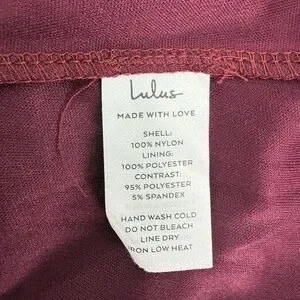 Lulus
MADE WITH LOVE
SHELL:
100% NYLON
LINING:
100% POLYESTER
CONTRAST:
95% POLYESTER
5% SPANDEX
HAND WASH COLD
DO NOT BLEACH
LINE DRY
IRON LOW HEAT